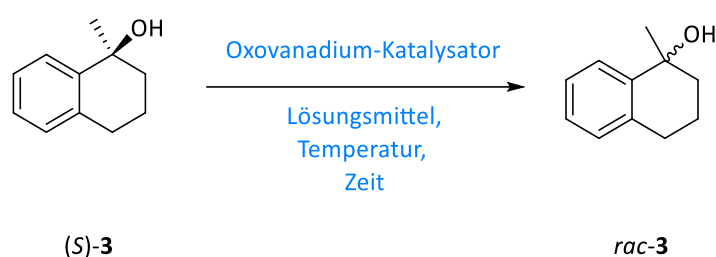 OH
Oxovanadium-Katalysator
Lösungsmittel,
Temperatur,
Zeit
OH
(S)-3
rac-3